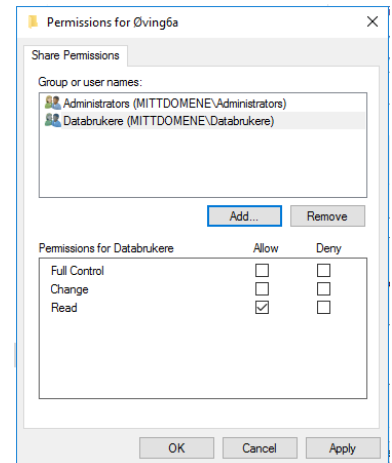 Permissions for Øving6a
Share Permissions
Group or user names:
Administrators (MITTDOMENE\Administrators)
Databrukere (MITTDOMENE\Databrukere)
Add...
Remove
Permissions for Databrukere Allow Deny
Full Control
Change
Read
OK Cancel Apply